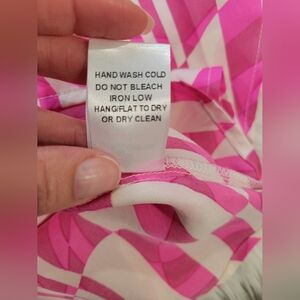 HAND WASH COLD
DO NOT BLEACH
IRON LOW
HANG/FLAT TO DRY
OR DRY CLEAN